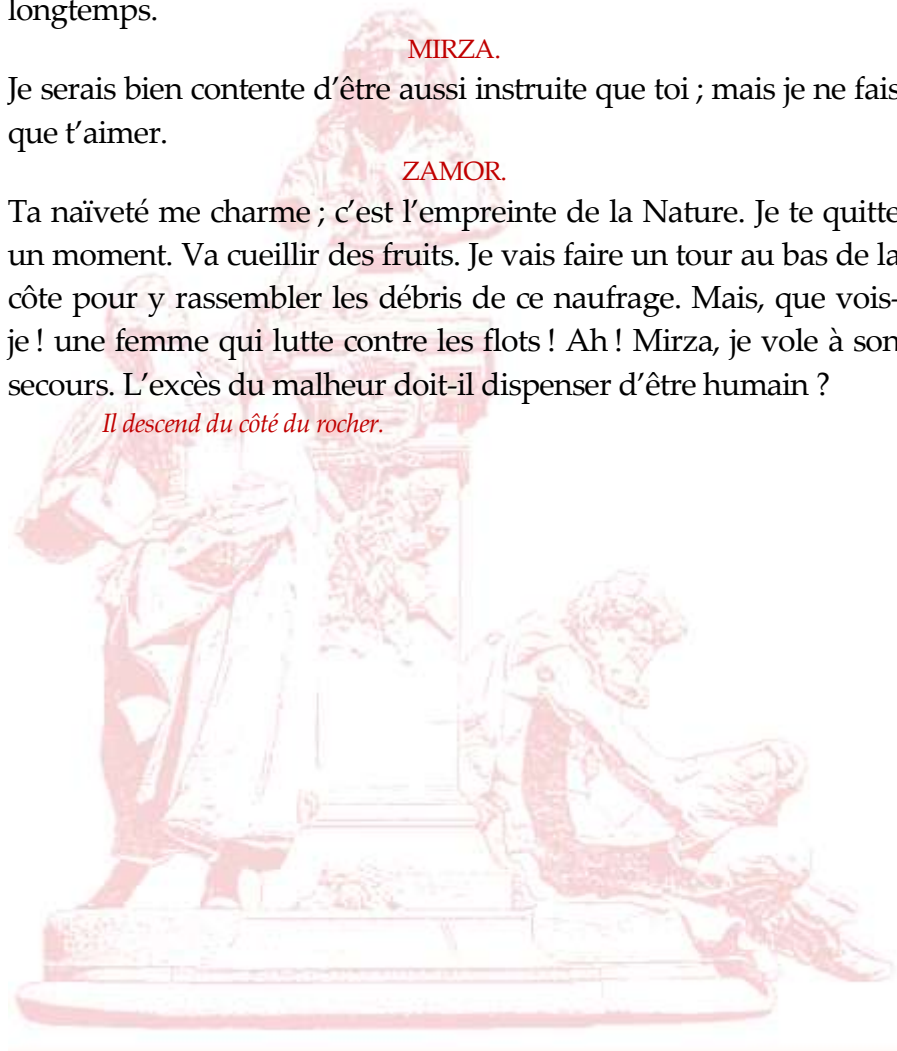 longtemps.
MIRZA.
Je serais bien contente d’être aussi instruite que toi ; mais je ne fais
que t’aimer.
ZAMOR.
Ta naïveté me charme ; c’est l’empreinte de la Nature. Je te quitte
un moment. Va cueillir des fruits. Je vais faire un tour au bas de la
côte pour y rassembler les débris de ce naufrage. Mais, que vois-
je ! une femme qui lutte contre les flots ! Ah ! Mirza, je vole à son
secours. L’excès du malheur doit-il dispenser d’être humain ?
Il descend du côté du rocher.